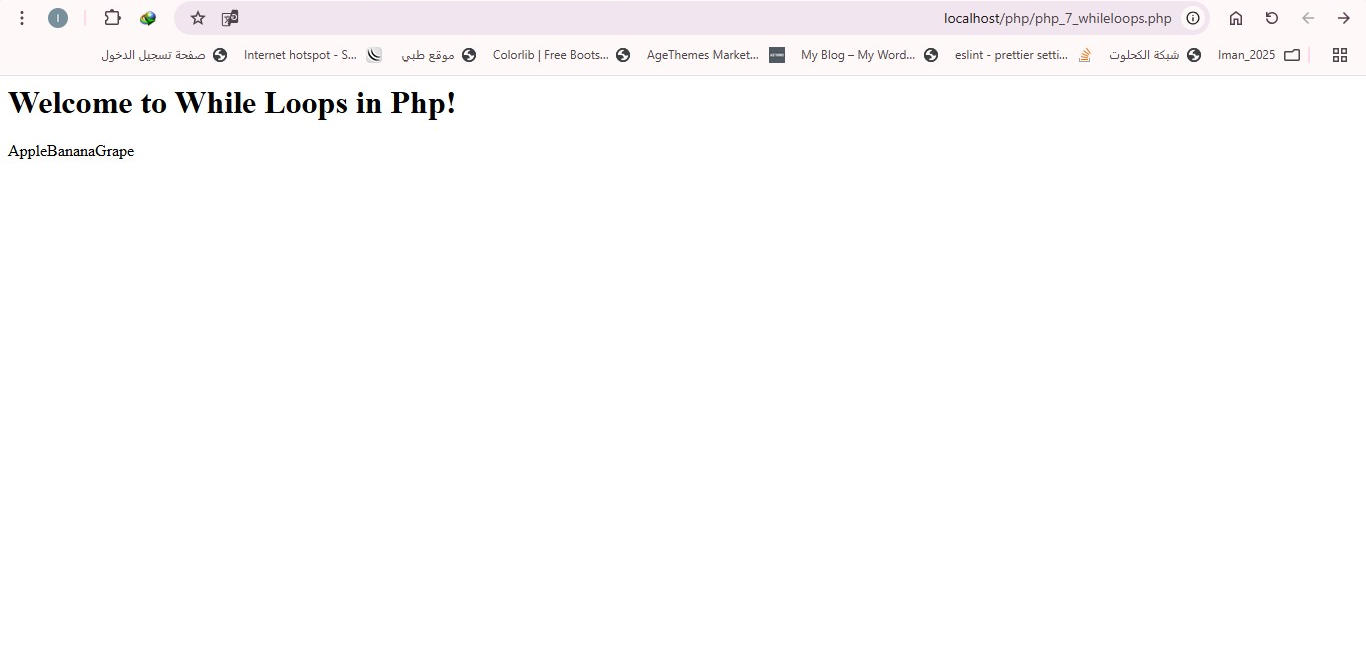 I
localhost/php/php_7_whileloops.php
صفحة تسجيل الدخول Internet hotspot - S... موقع طبي Colorlib | Free Boots... AgeThemes Market... My Blog – My Word... eslint - prettier setti... شبكة الكحلوت Iman_2025
Welcome to While Loops in Php!
AppleBananaGrape